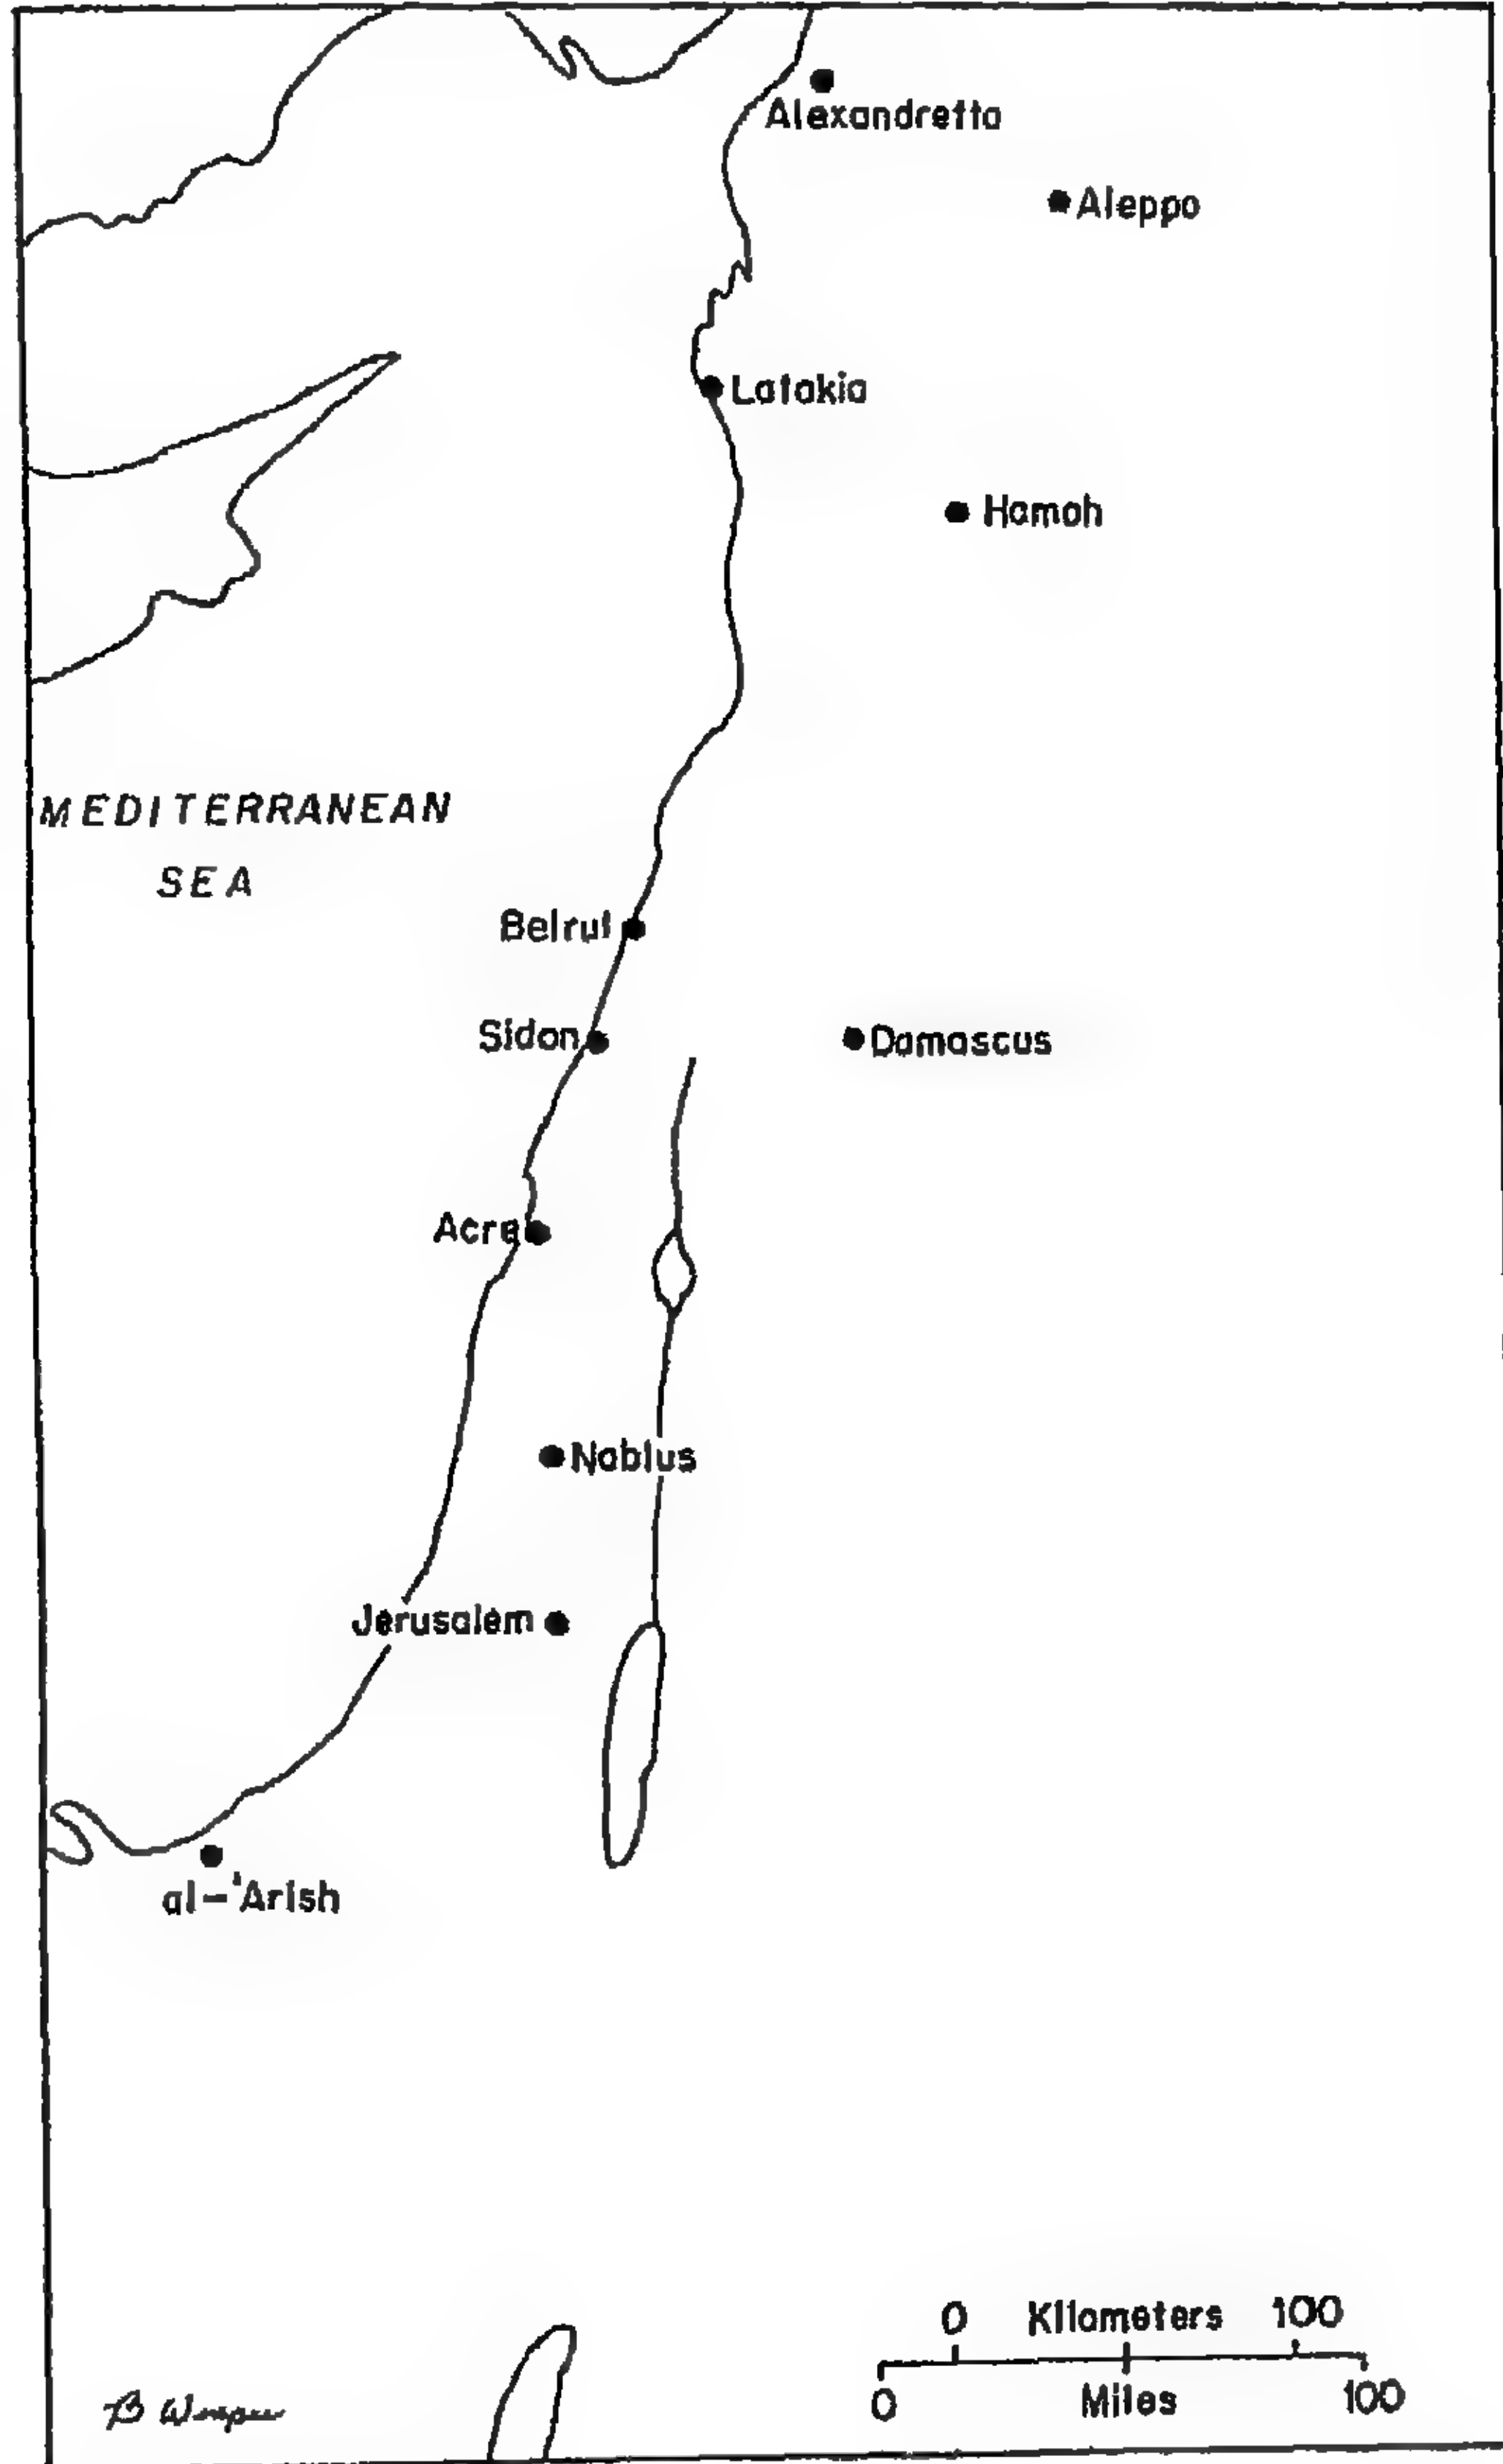 Alexandretta
Aleppo
Latakia
Hamah
MEDITERRANEAN
SEA
Beirut
Sidon
Damascus
Acre
Nablus
Jerusalem
al-'Arish
0 Kilometers 100
0 Miles 100
B